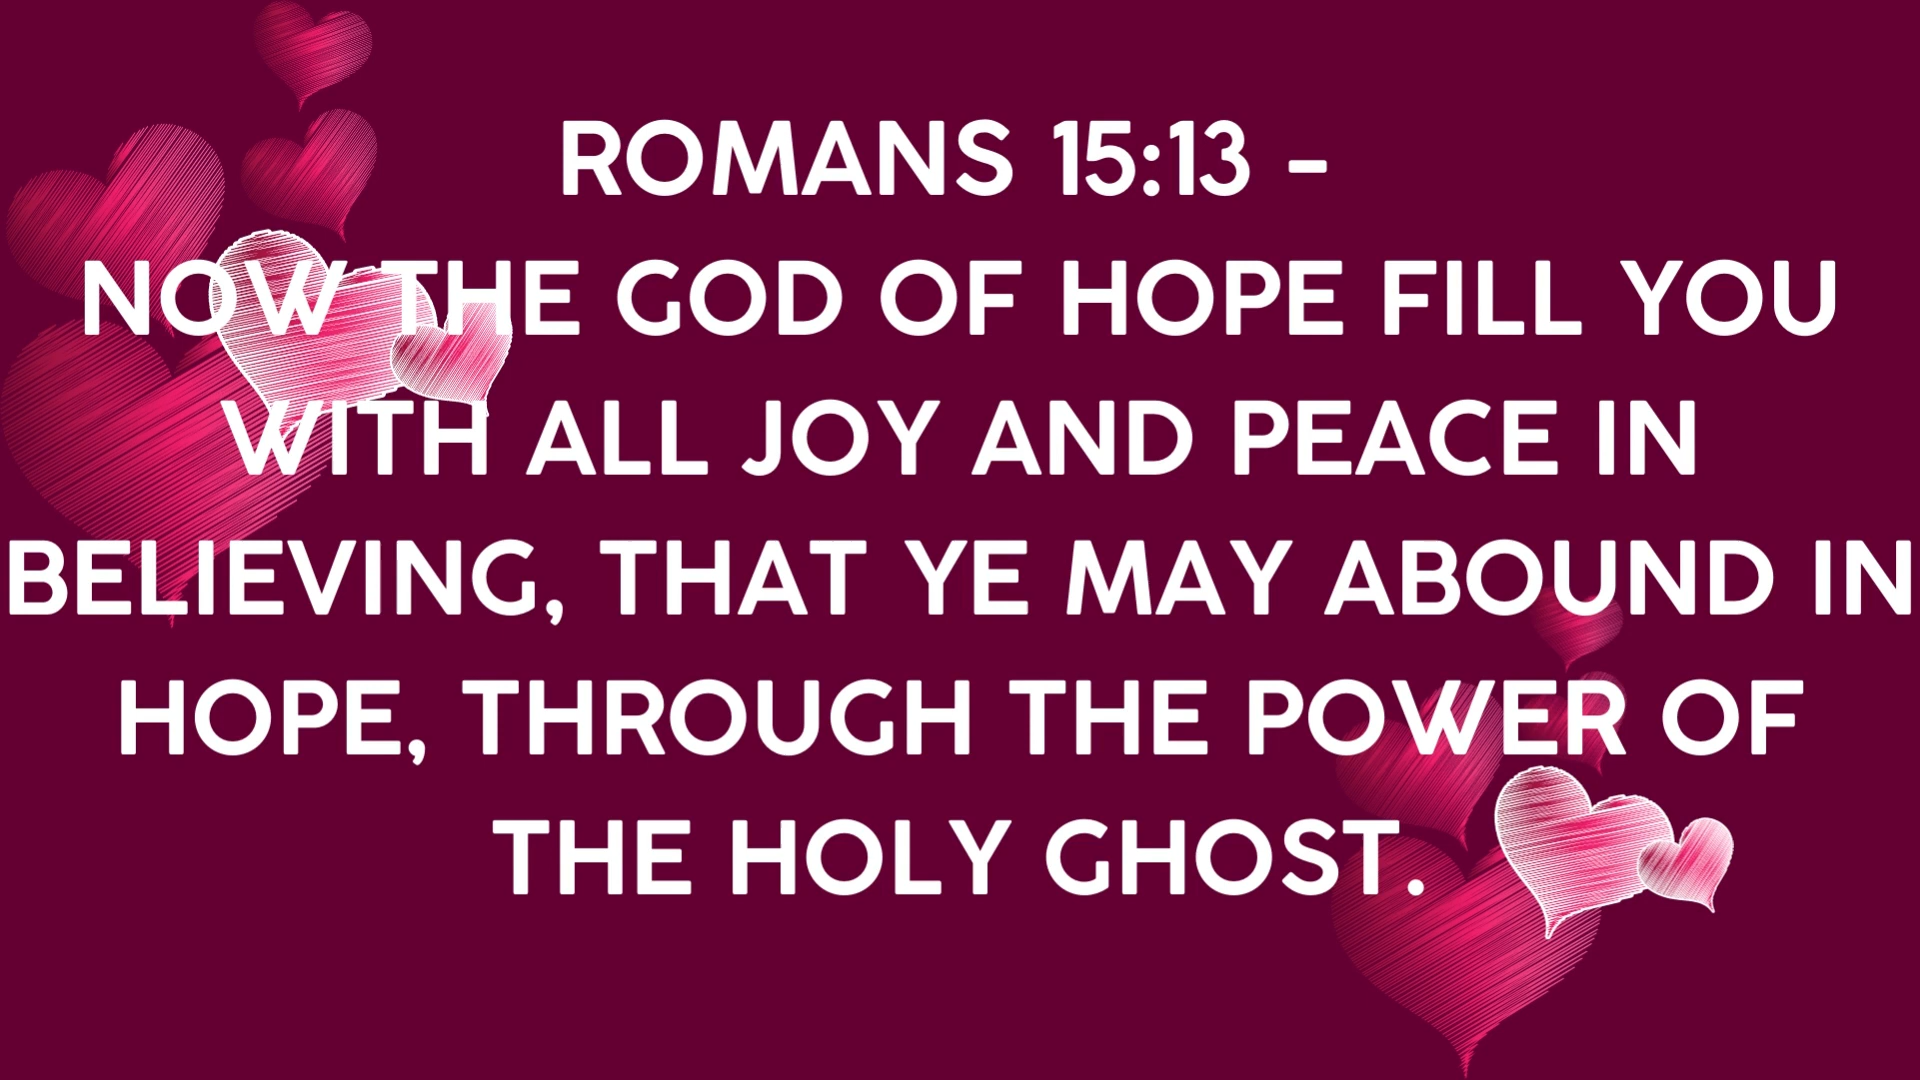 ROMANS 15:13 -
NOW THE GOD OF HOPE FILL YOU
WITH ALL JOY AND PEACE IN
BELIEVING, THAT YE MAY ABOUND IN
HOPE, THROUGH THE POWER OF
THE HOLY GHOST.